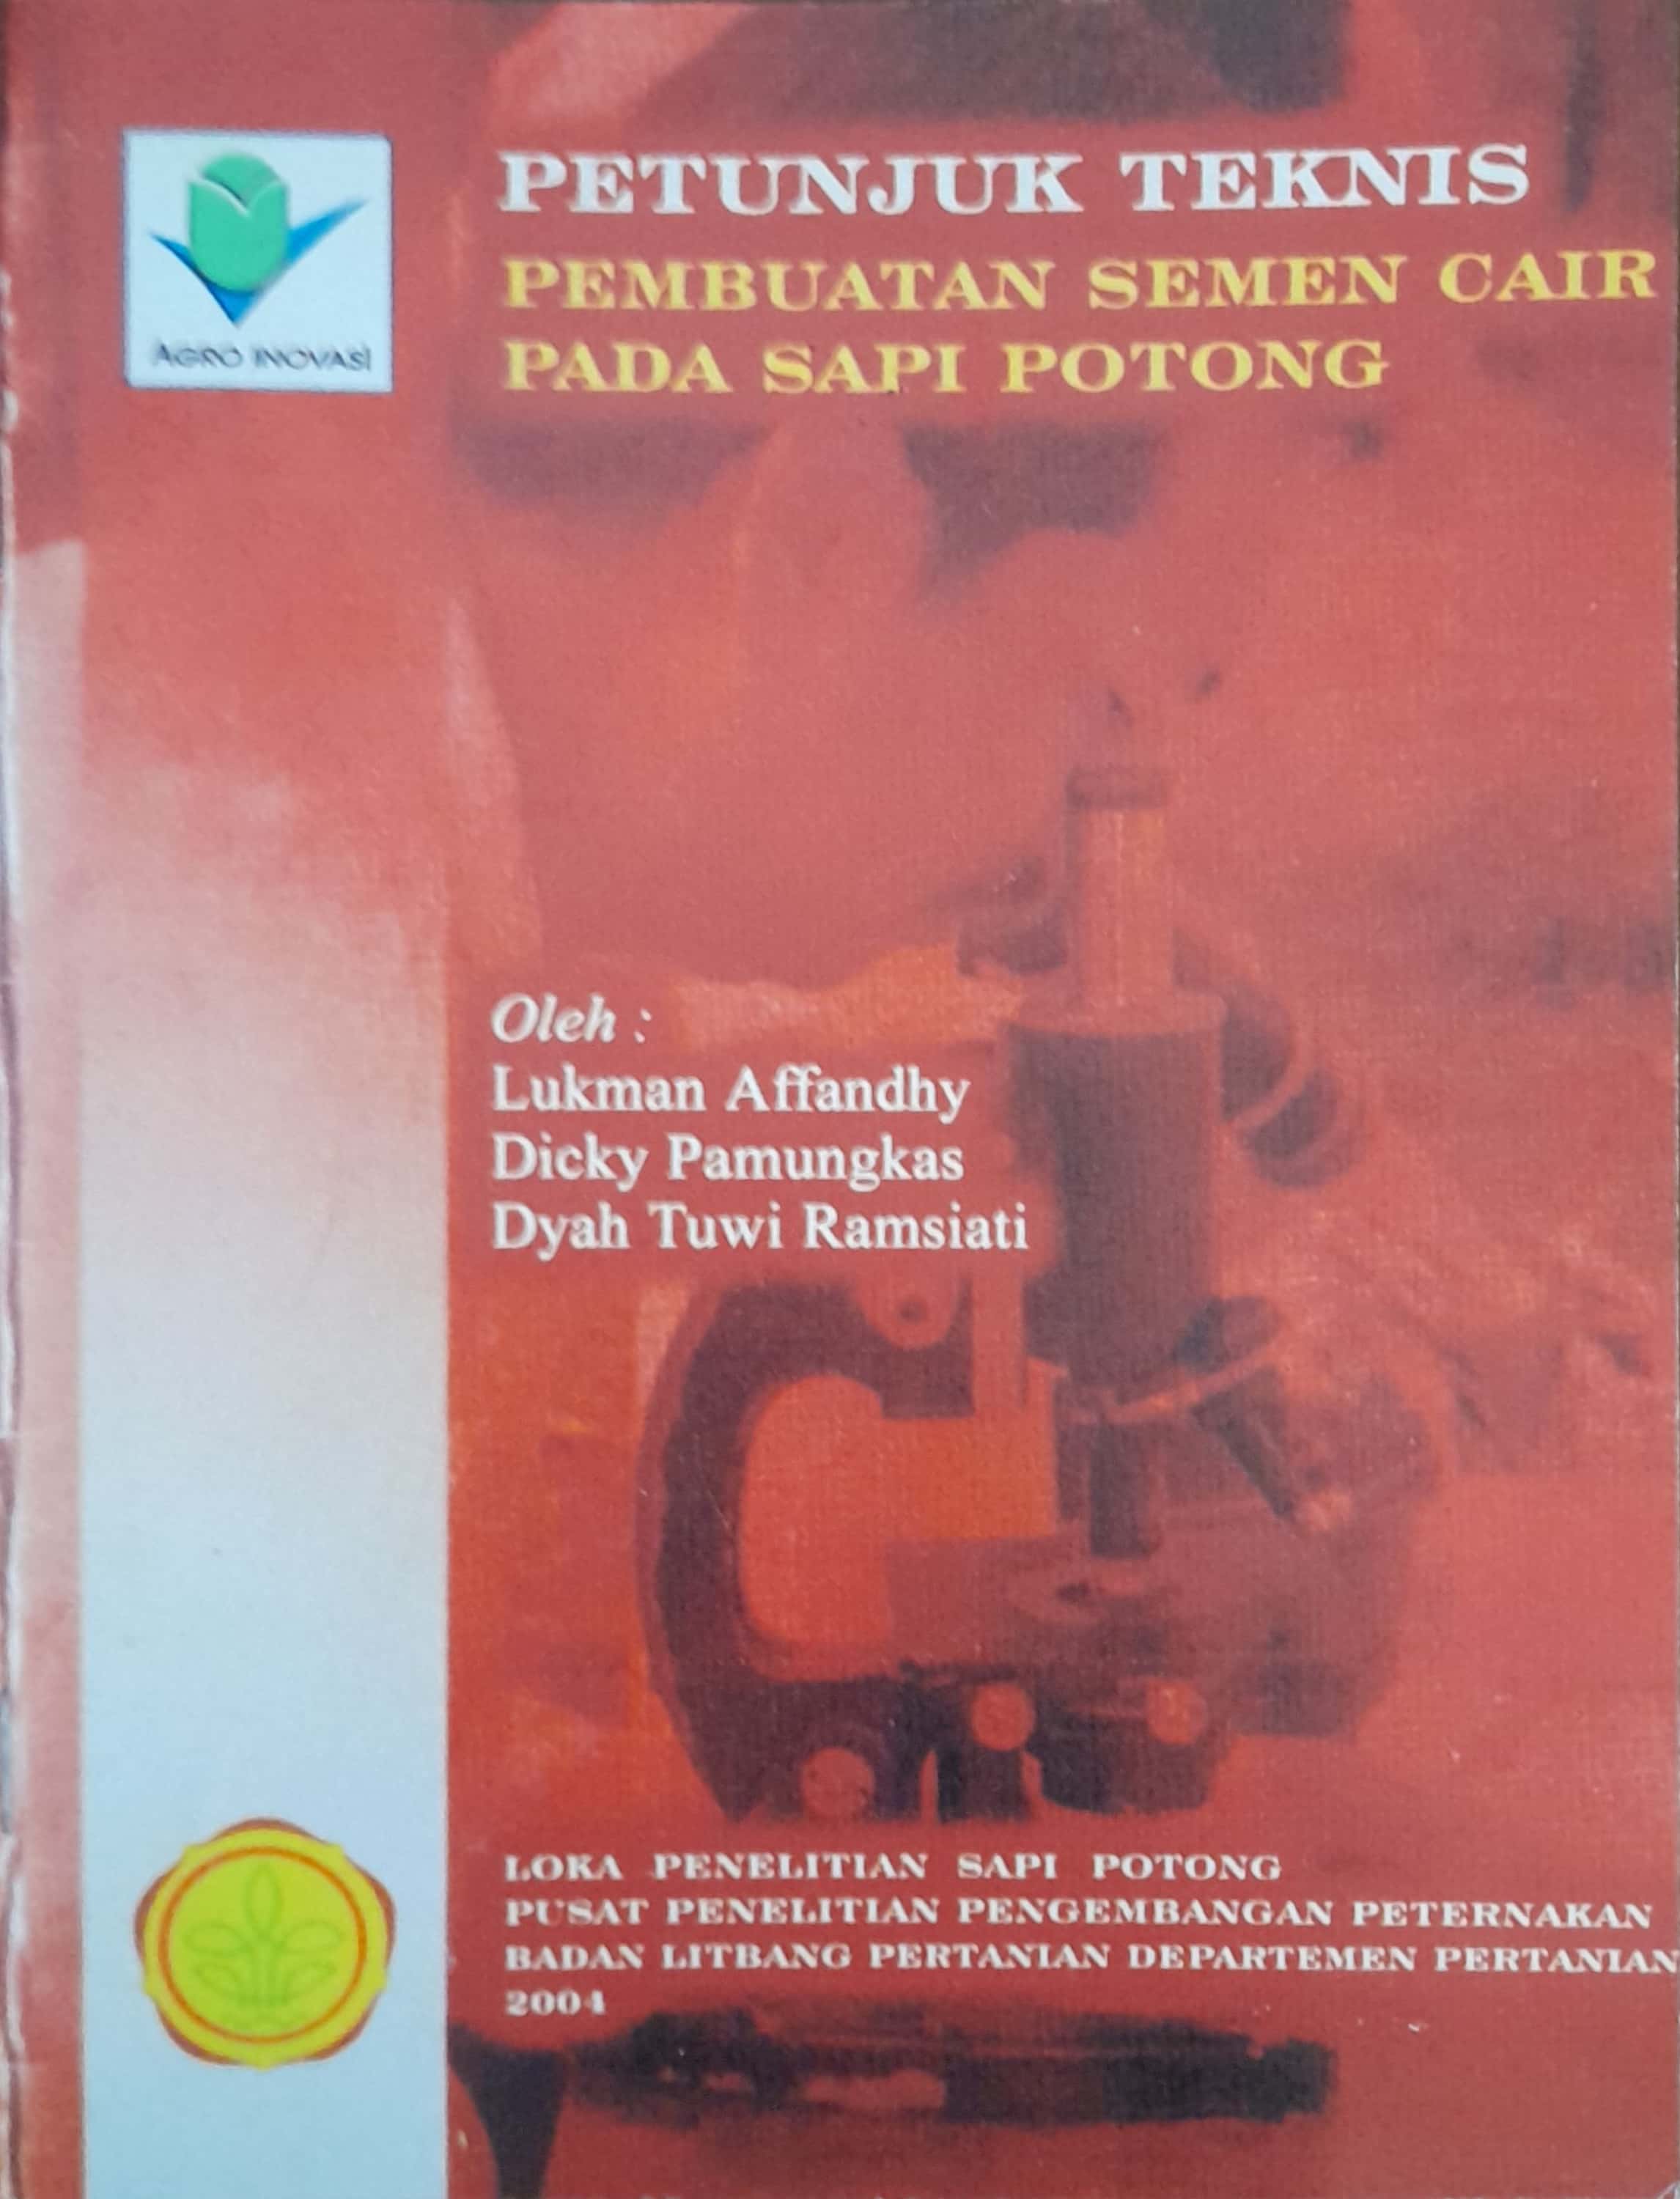 AGRO INOVASI
PETUNJUK TEKNIS
PEMBUATAN SEMEN CAIR
PADA SAPI POTONG
Oleh :
Lukman Affandhy
Dicky Pamungkas
Dyah Tuwi Ramsiati
LOKA PENELITIAN SAPI POTONG
PUSAT PENELITIAN PENGEMBANGAN PETERNAKAN
BADAN LITBANG PERTANIAN DEPARTEMEN PERTANIAN
2004